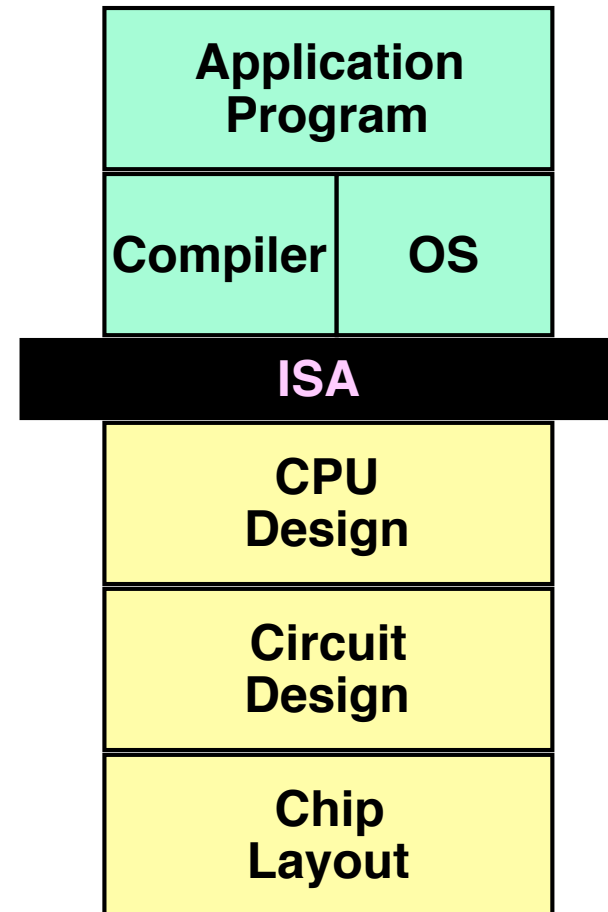 Application
Program
Compiler
OS
ISA
CPU
Design
Circuit
Design
Chip
Layout